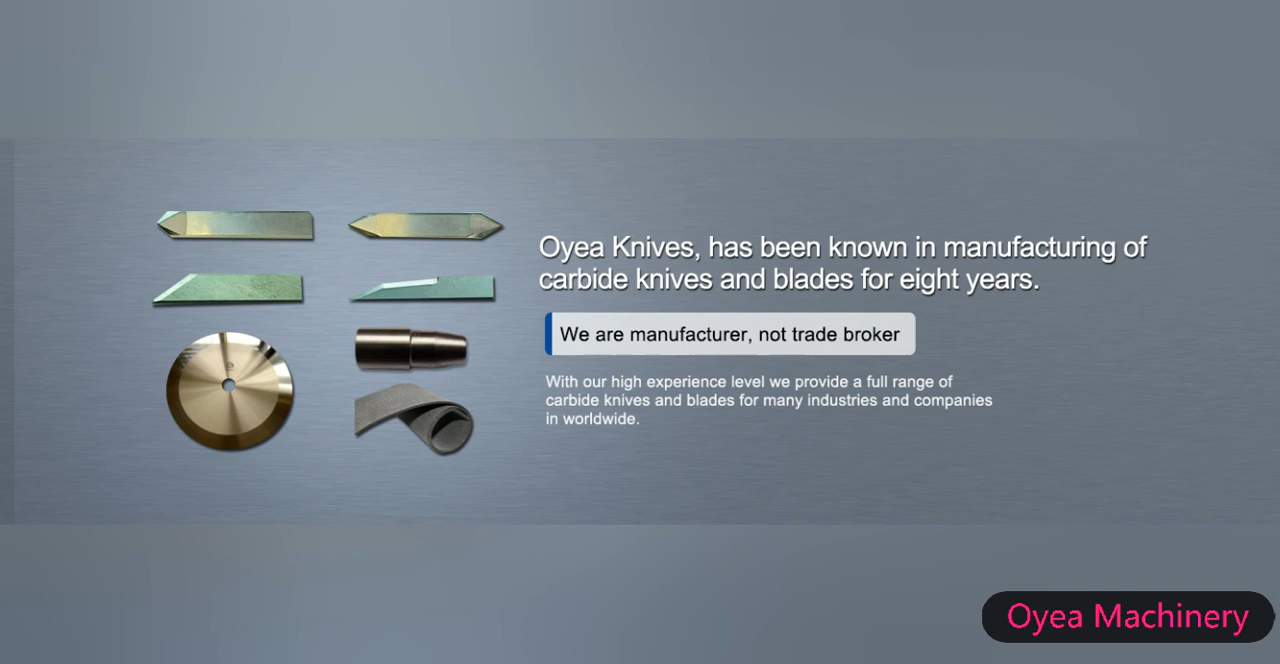 Oyea Knives, has been known in manufacturing of
carbide knives and blades for eight years.
We are manufacturer, not trade broker
With our high experience level we provide a full range of
carbide knives and blades for many industries and companies
in worldwide.
Oyea Machinery